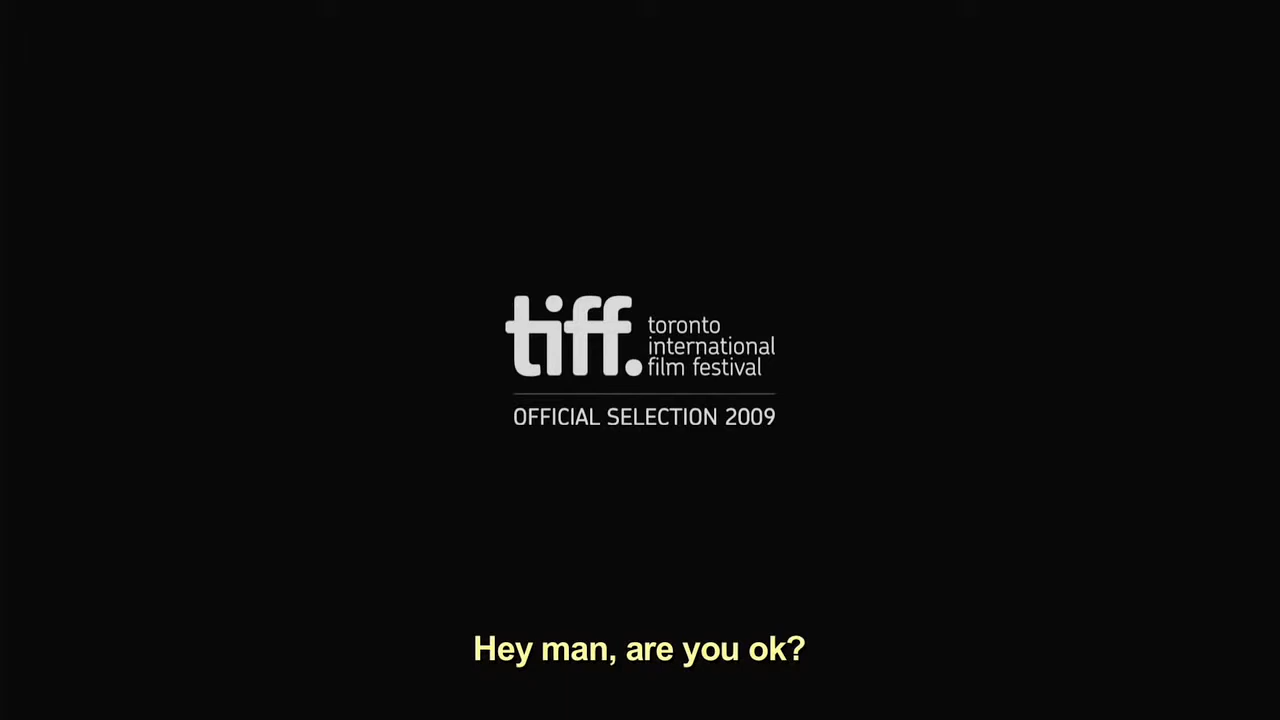 tiff. toronto
international
film festival
OFFICIAL SELECTION 2009
Hey man, are you ok?